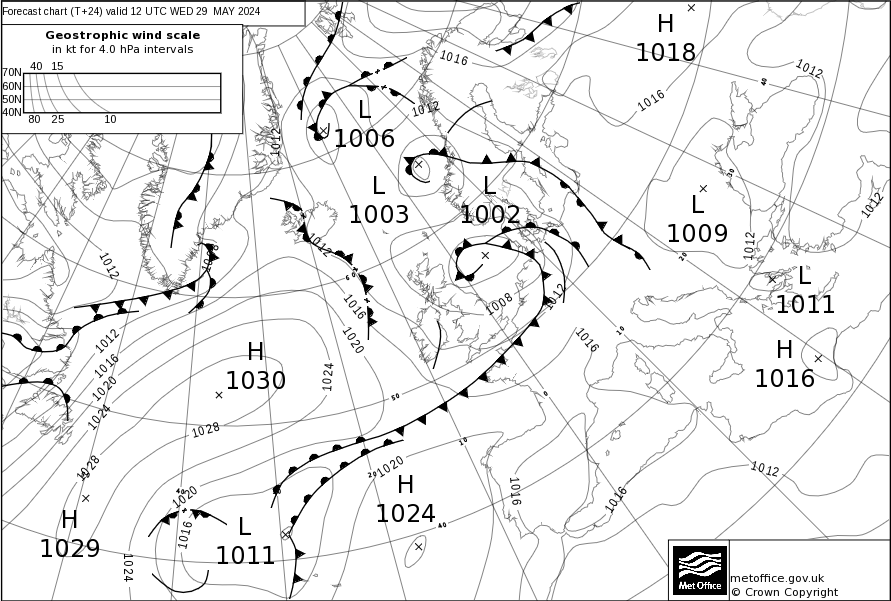 Forecast chart (T+24) valid 12 UTC WED 29 MAY 2024
Geostrophic wind scale
in kt for 4.0 hPa intervals
40 15
70N
60N
50N
40N
80 25 10
H
1018
1016
1012
40
1016
1012
L
1006
1012
L
1003
L
1002
30
L
1009
1012
1012
20
1012
1008
1012
60
1016
1020
1008
1012
L
1011
10
1016
H
1016
1012
1016
1020
1024
H
1030
1024
1028
50
0
10
1028
20
1020
H
1024
1016
1016
1012
40
1020
1016
H
1029
L
1011
1024
40
Met Office
metoffice.gov.uk
© Crown Copyright